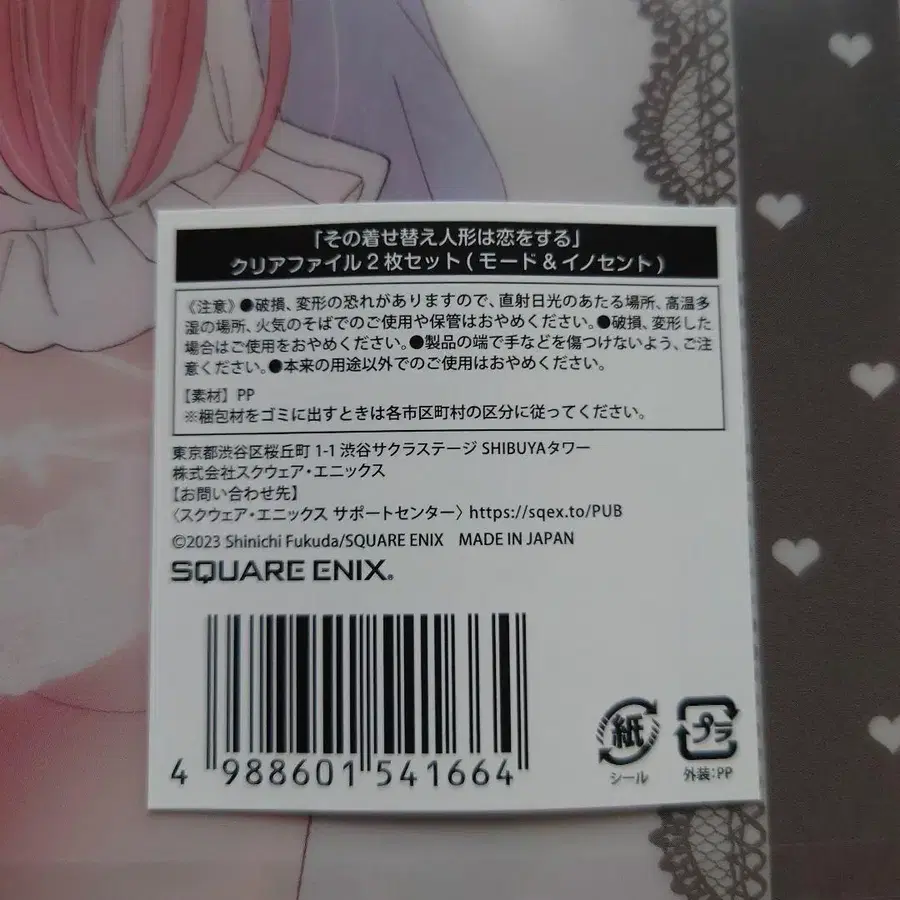 「その着せ替え人形は恋をする」
クリアファイル2枚セット(モード&イノセント)
《注意》●破損、変形の恐れがありますので、直射日光のあたる場所、高温多
湿の場所、火気のそばでのご使用や保管はおやめください。●破損、変形した
場合はご使用をおやめください。●製品の端で手などを傷つけないよう、ご注
意ください。●本来の用途以外でのご使用はおやめください。
【素材】PP
※梱包材をゴミに出すときは各市区町村の区分に従ってください。
東京都渋谷区桜丘町1-1 渋谷サクラステージ SHIBUYAタワー
株式会社スクウェア・エニックス
【お問い合わせ先】
〈スクウェア・エニックス サポートセンター〉https://sqex.to/PUB
©2023 Shinichi Fukuda/SQUARE ENIX MADE IN JAPAN
SQUARE ENIX®
4 988601 541664
紙
シール
プラ
外装:PP